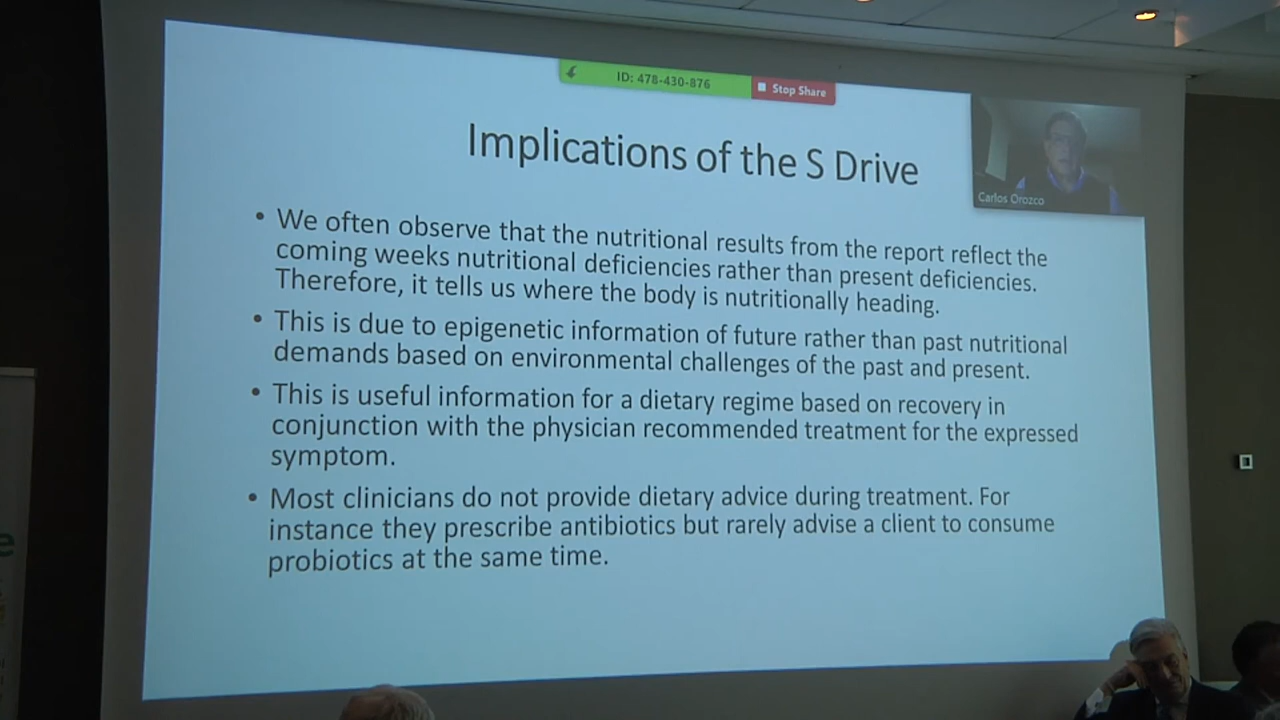 ID: 478-430-876
Stop Share
Implications of the S Drive
Carlos Orozco
• We often observe that the nutritional results from the report reflect the
coming weeks nutritional deficiencies rather than present deficiencies.
Therefore, it tells us where the body is nutritionally heading.
• This is due to epigenetic information of future rather than past nutritional
demands based on environmental challenges of the past and present.
• This is useful information for a dietary regime based on recovery in
conjunction with the physician recommended treatment for the expressed
symptom.
• Most clinicians do not provide dietary advice during treatment. For
instance they prescribe antibiotics but rarely advise a client to consume
probiotics at the same time.
e